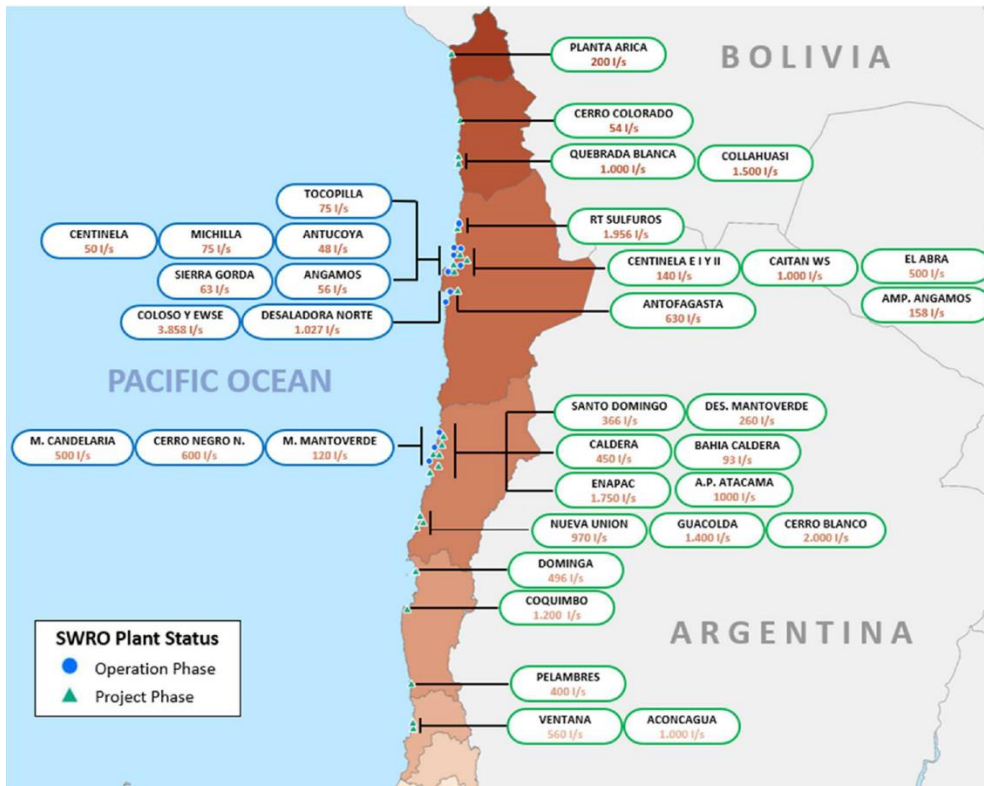 PLANTA ARICA
200 l/s
BOLIVIA
CERRO COLORADO
54 l/s
QUEBRADA BLANCA
1.000 l/s
COLLAHUASI
1.500 l/s
TOCOPILLA
75 l/s
CENTINELA
50 l/s
MICHILLA
75 l/s
ANTUCOYA
48 l/s
SIERRA GORDA
63 l/s
ANGAMOS
56 l/s
COLOSO Y EWSE
3.858 l/s
DESALADORA NORTE
1.027 l/s
RT SULFUROS
1.956 l/s
CENTINELA E I Y II
140 l/s
CAITAN W5
1.000 l/s
EL ABRA
500 l/s
ANTOFAGASTA
630 l/s
AMP. ANGAMOS
158 l/s
PACIFIC OCEAN
M. CANDELARIA
500 l/s
CERRO NEGRO N.
600 l/s
M. MANTOVERDE
120 l/s
SANTO DOMINGO
366 l/s
DES. MANTOVERDE
260 l/s
CALDERA
450 l/s
BAHIA CALDERA
93 l/s
ENAPAC
1.750 l/s
A.P. ATACAMA
1000 l/s
NUEVA UNION
970 l/s
GUACOLDA
1.400 l/s
CERRO BLANCO
2.000 l/s
DOMINGA
496 l/s
COQUIMBO
1.200 l/s
ARGENTINA
PELAMBRES
400 l/s
VENTANA
560 l/s
ACONCAGUA
1.000 l/s
SWRO Plant Status
Operation Phase
Project Phase